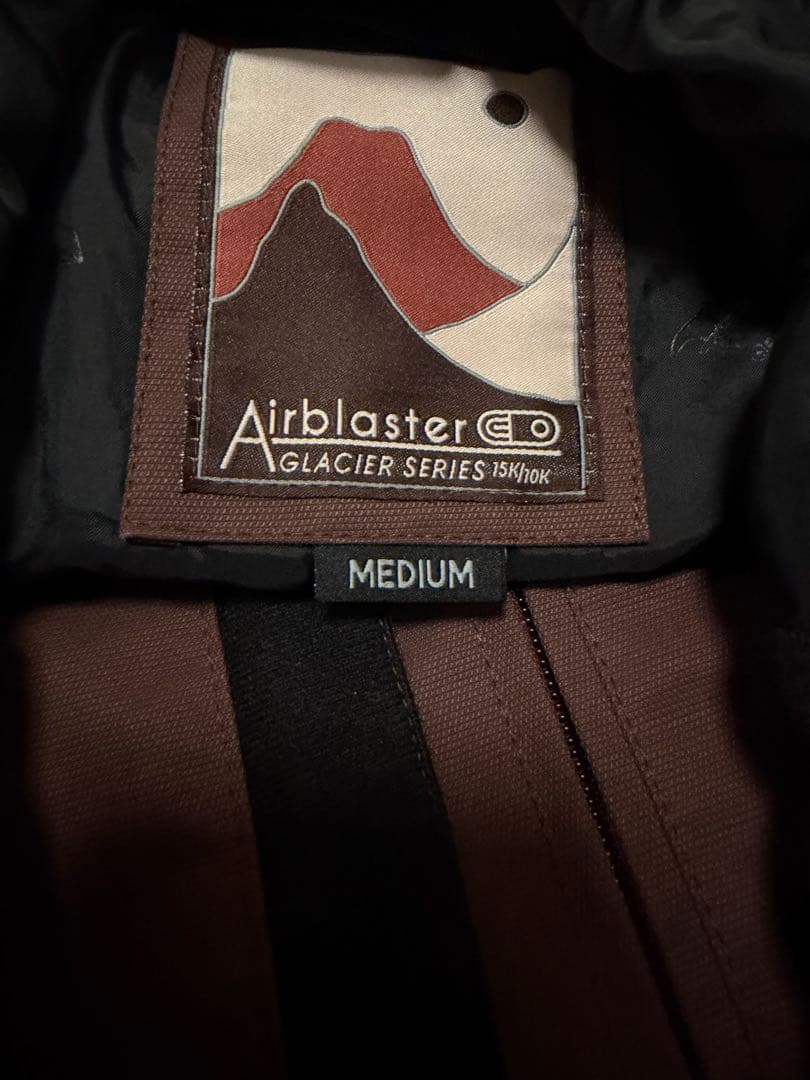 Airblaster
GLACIER SERIES 15K/10K
MEDIUM